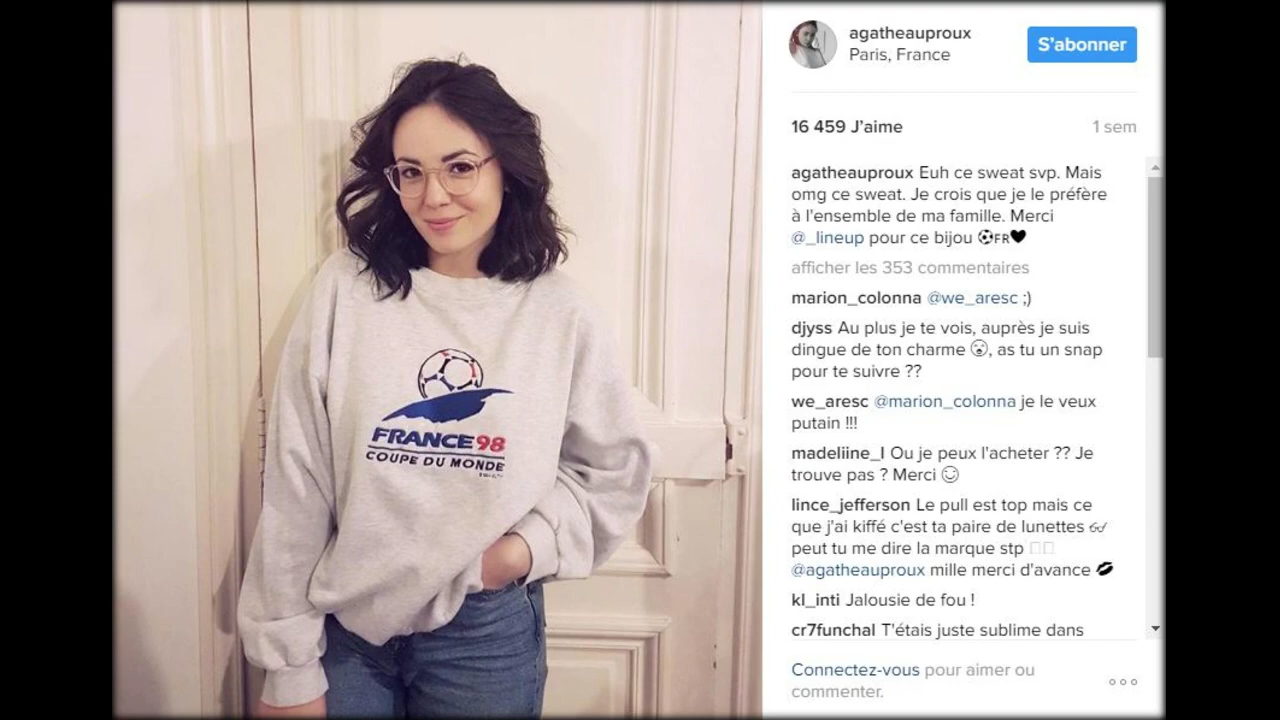 FRANCE98
COUPE DU MONDE
agatheauproux
Paris, France
S'abonner
16 459 J'aime
1 sem
agatheauproux Euh ce sweat svp. Mais
omg ce sweat. Je crois que je le préfère
à l'ensemble de ma famille. Merci
@_lineup pour ce bijou ⚽FR🖤
afficher les 353 commentaires
marion_colonna @we_aresc ;)
djyss Au plus je te vois, auprès je suis
dingue de ton charme 😮, as tu un snap
pour te suivre ??
we_aresc @marion_colonna je le veux
putain !!!
madeliine_l Ou je peux l'acheter ?? Je
trouve pas ? Merci ☺
lince_jefferson Le pull est top mais ce
que j'ai kiffé c'est ta paire de lunettes 👓
peut tu me dire la marque stp
@agatheauproux mille merci d'avance 💋
kl_inti Jalousie de fou !
cr7funchal T'étais juste sublime dans
Connectez-vous pour aimer ou
commenter.